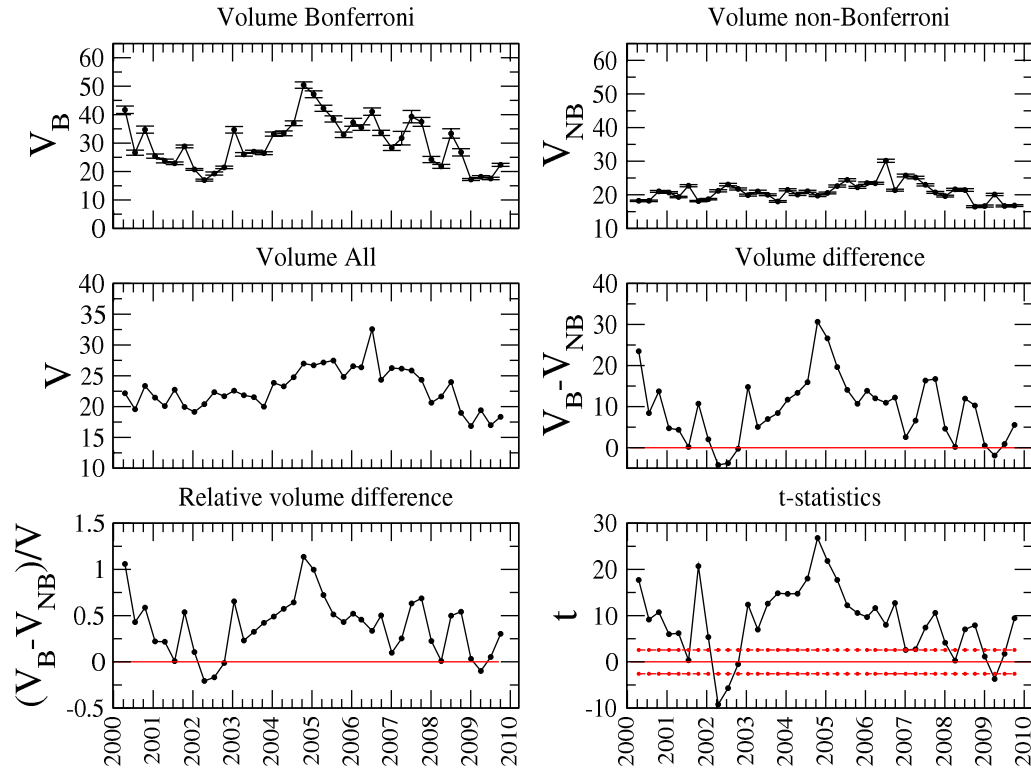 Volume Bonferroni
V_B
60
50
40
30
20
10
0
Volume non-Bonferroni
V_NB
60
50
40
30
20
10
Volume All
V
40
35
30
25
20
15
10
Volume difference
V_B - V_NB
40
30
20
10
0
Relative volume difference
(V_B - V_NB)/V
1.5
1
0.5
0
-0.5
2000 2001 2002 2003 2004 2005 2006 2007 2008 2009 2010
t-statistics
t
30
20
10
0
-10
2000 2001 2002 2003 2004 2005 2006 2007 2008 2009 2010